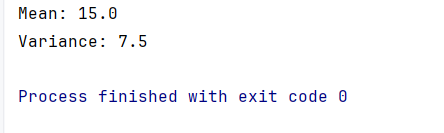 Mean: 15.0
Variance: 7.5
Process finished with exit code 0